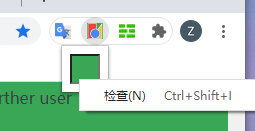 Z
rther user
检查(N) Ctrl+Shift+I